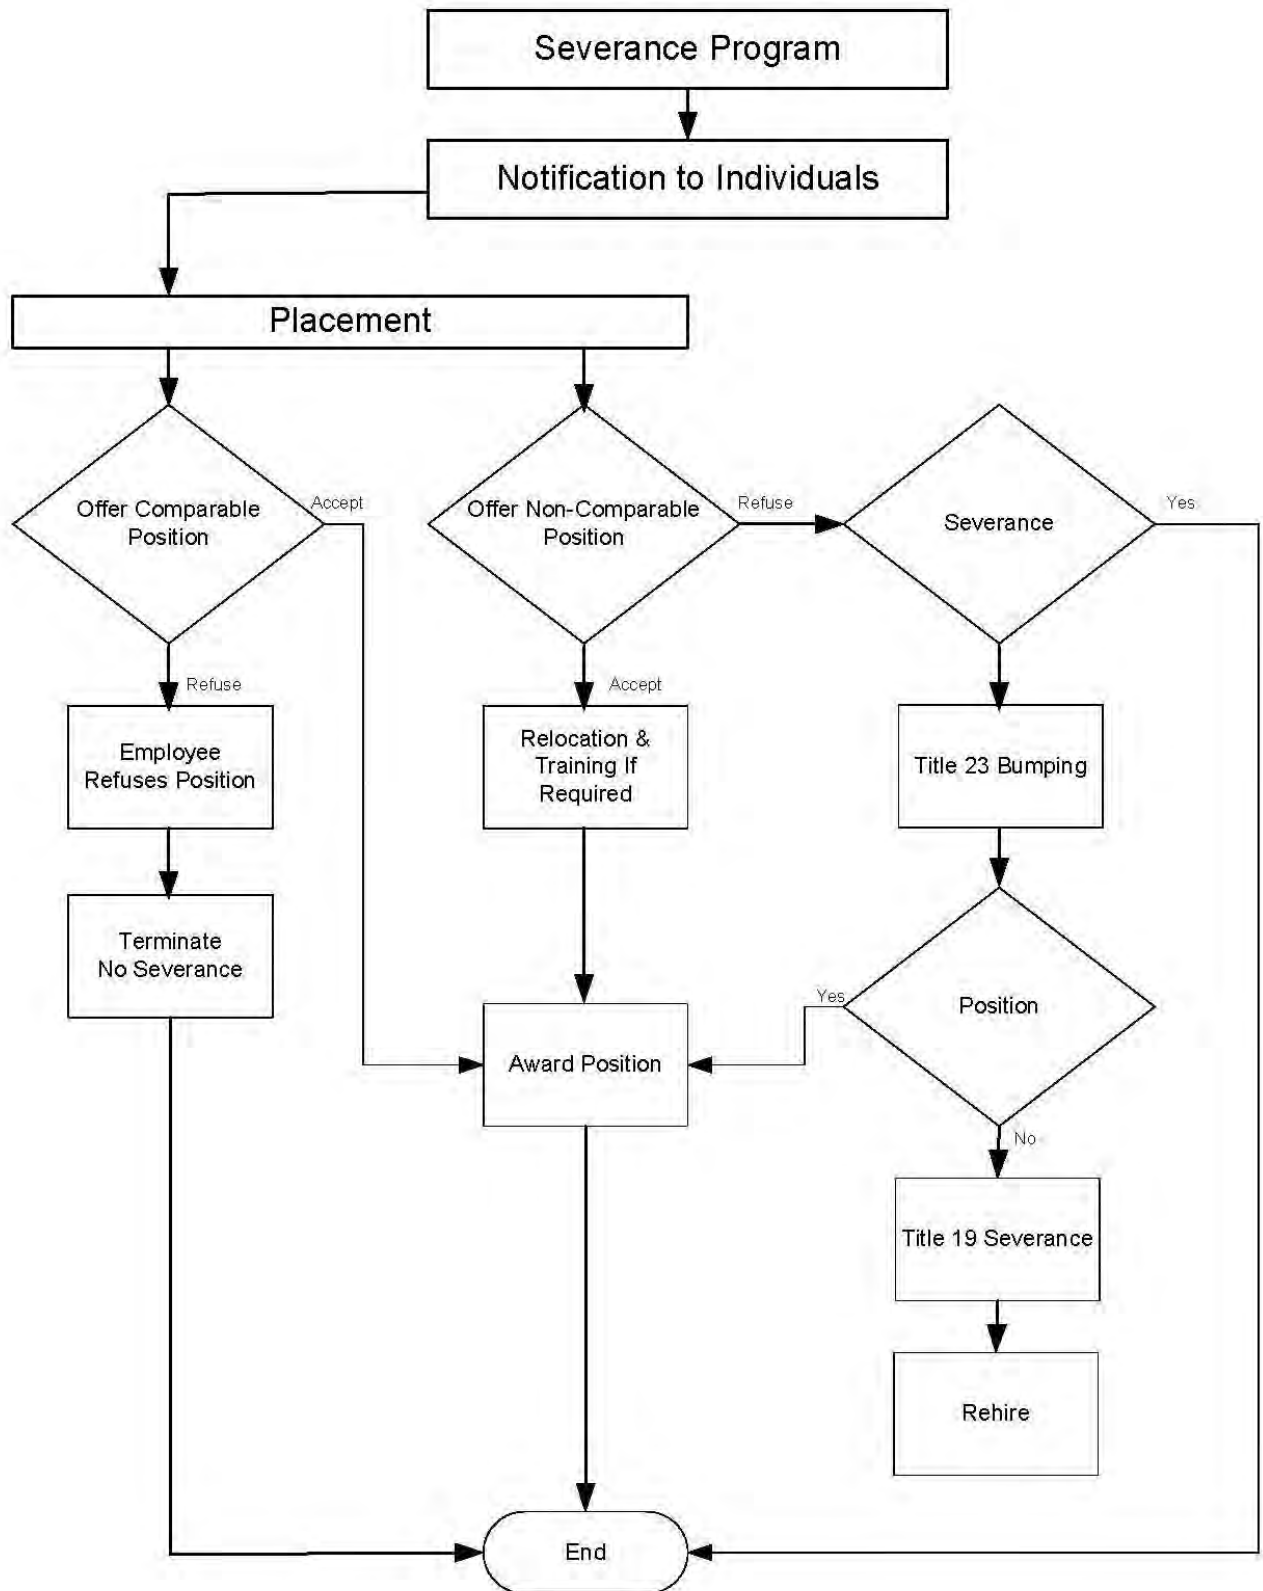 Severance Program
Notification to Individuals
Placement
Offer Comparable
Position
Accept
Offer Non-Comparable
Position
Refuse
Severance
Yes
Refuse
Accept
Employee
Refuses Position
Relocation &
Training If
Required
Title 23 Bumping
Terminate
No Severance
Award Position
Yes
Position
No
Title 19 Severance
Rehire
End